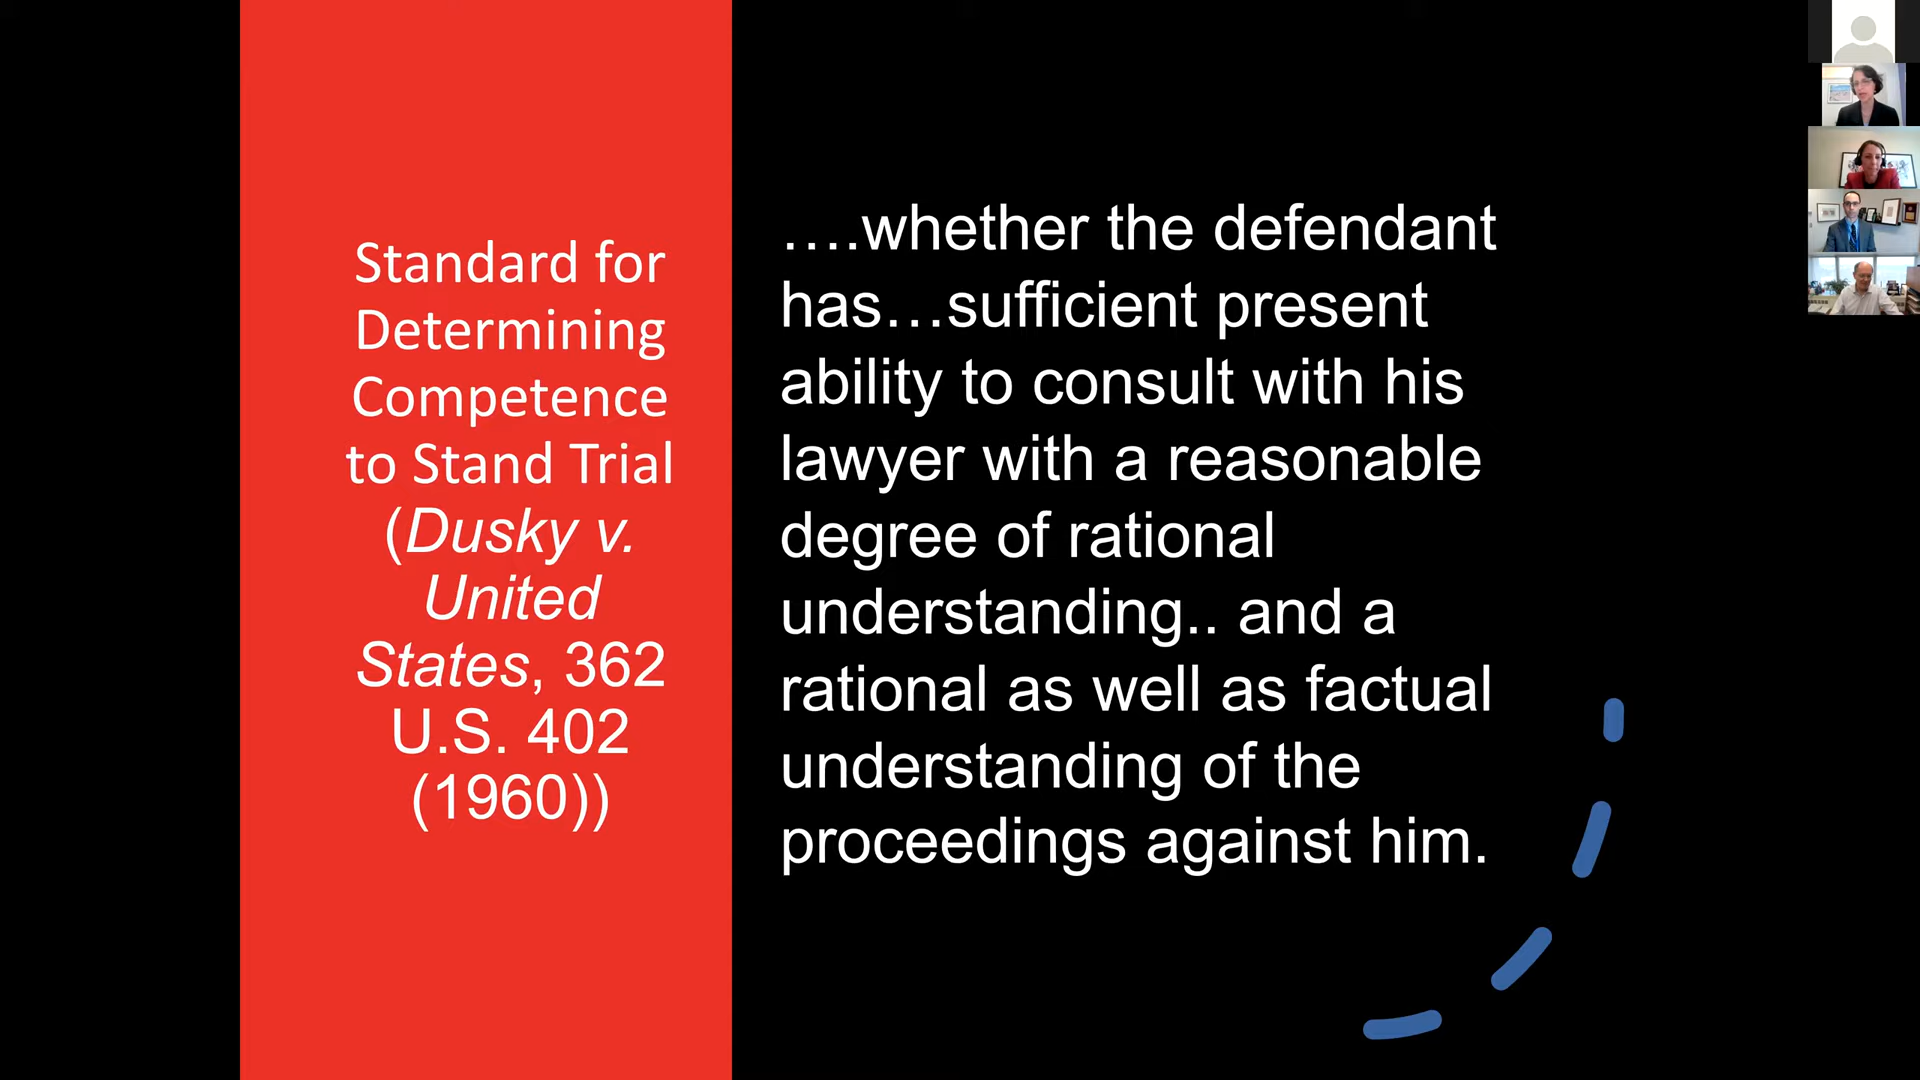 Standard for
Determining
Competence
to Stand Trial
(Dusky v.
United
States, 362
U.S. 402
(1960))
….whether the defendant
has…sufficient present
ability to consult with his
lawyer with a reasonable
degree of rational
understanding.. and a
rational as well as factual
understanding of the
proceedings against him.